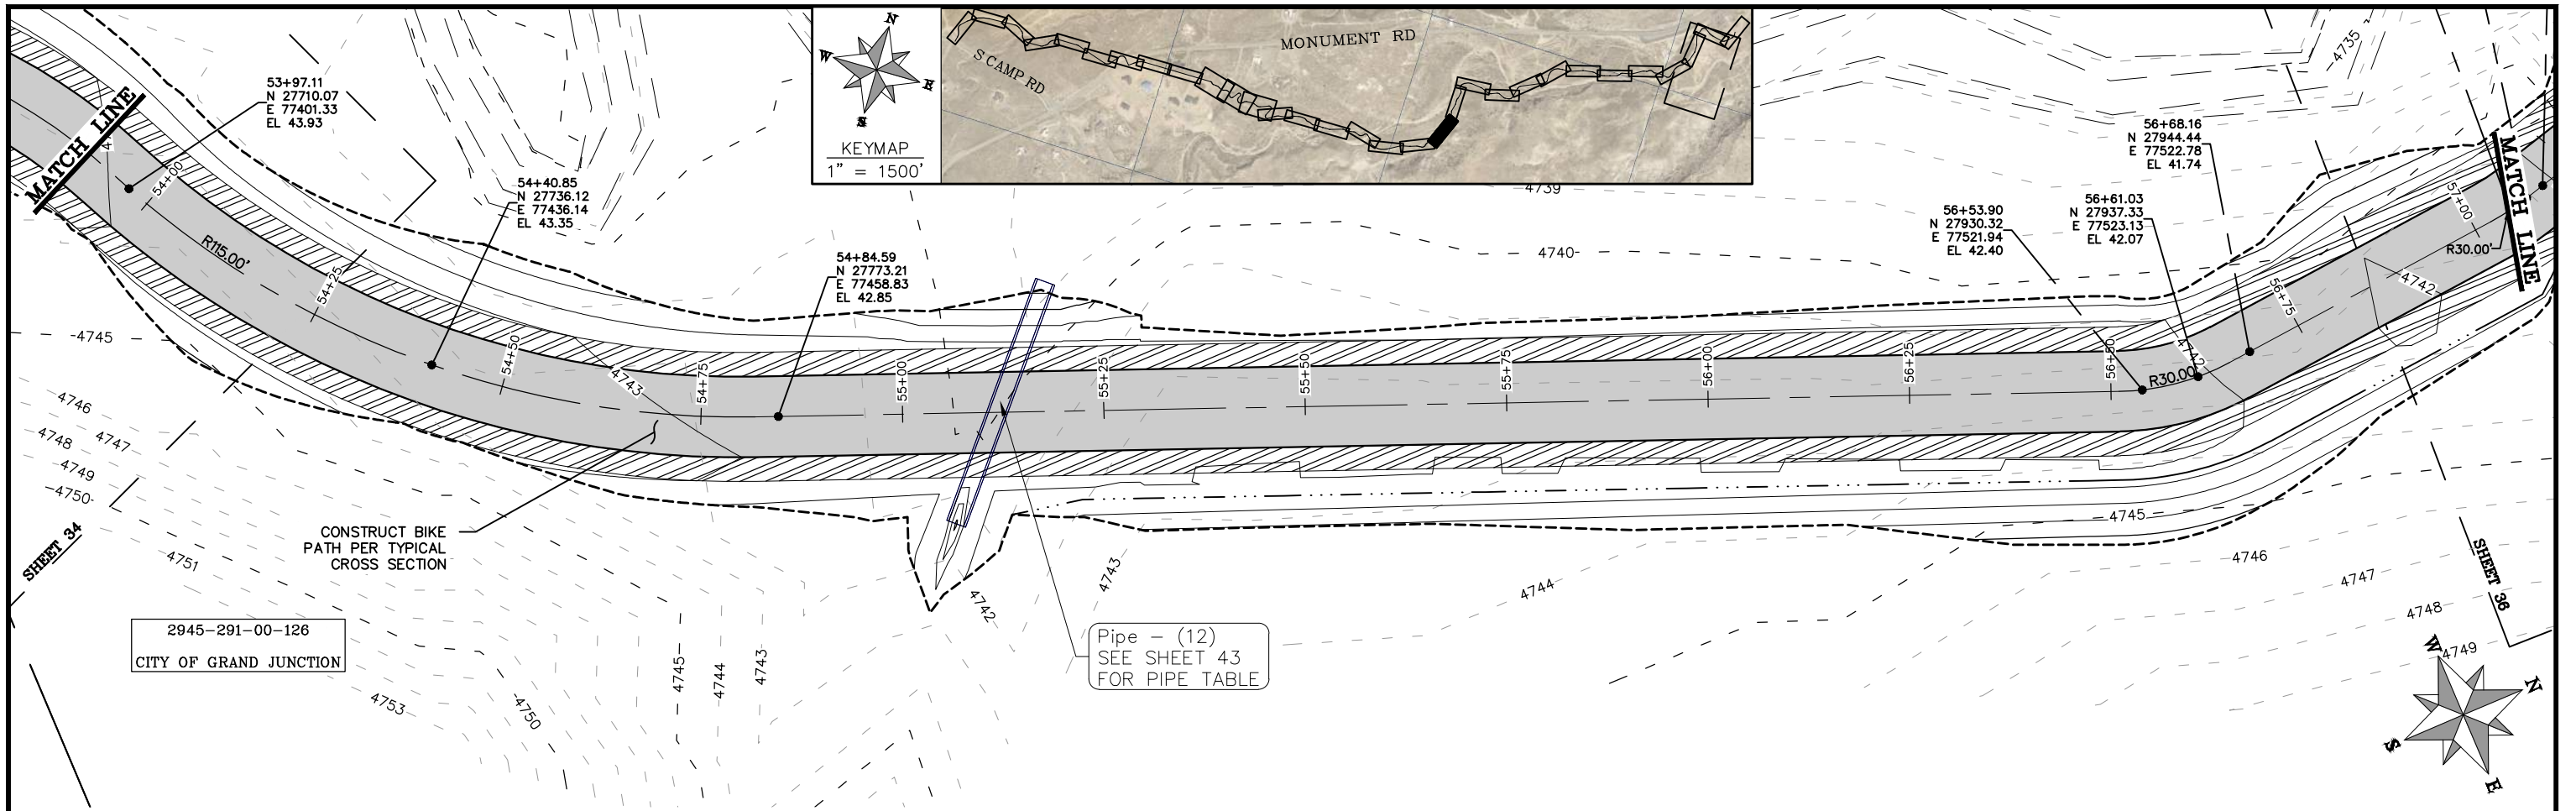 MATCH LINE
53+97.11
N 27710.07
E 77401.33
EL 43.93
54+00
R115.00'
54+25
54+40.85
N 27736.12
E 77436.14
EL 43.35
54+50
4743
54+75
54+84.59
N 27773.21
E 77458.83
EL 42.85
55+00
55+25
55+50
55+75
56+00
56+25
56+50
N
W
E
S
KEYMAP
1" = 1500'
S CAMP RD
MONUMENT RD
4739
4740
4735
56+53.90
N 27930.32
E 77521.94
EL 42.40
56+61.03
N 27937.33
E 77523.13
EL 42.07
56+68.16
N 27944.44
E 77522.78
EL 41.74
R30.00'
4742
56+75
4742
57+00
R30.00'
MATCH LINE
4745
4746
4748
4747
4749
4750
4751
SHEET 34
CONSTRUCT BIKE
PATH PER TYPICAL
CROSS SECTION
2945-291-00-126
CITY OF GRAND JUNCTION
4753
4750
4745
4744
4743
4742
4743
Pipe - (12)
SEE SHEET 43
FOR PIPE TABLE
4744
4745
4746
4747
4748
4749
SHEET 36
W
N
S
E